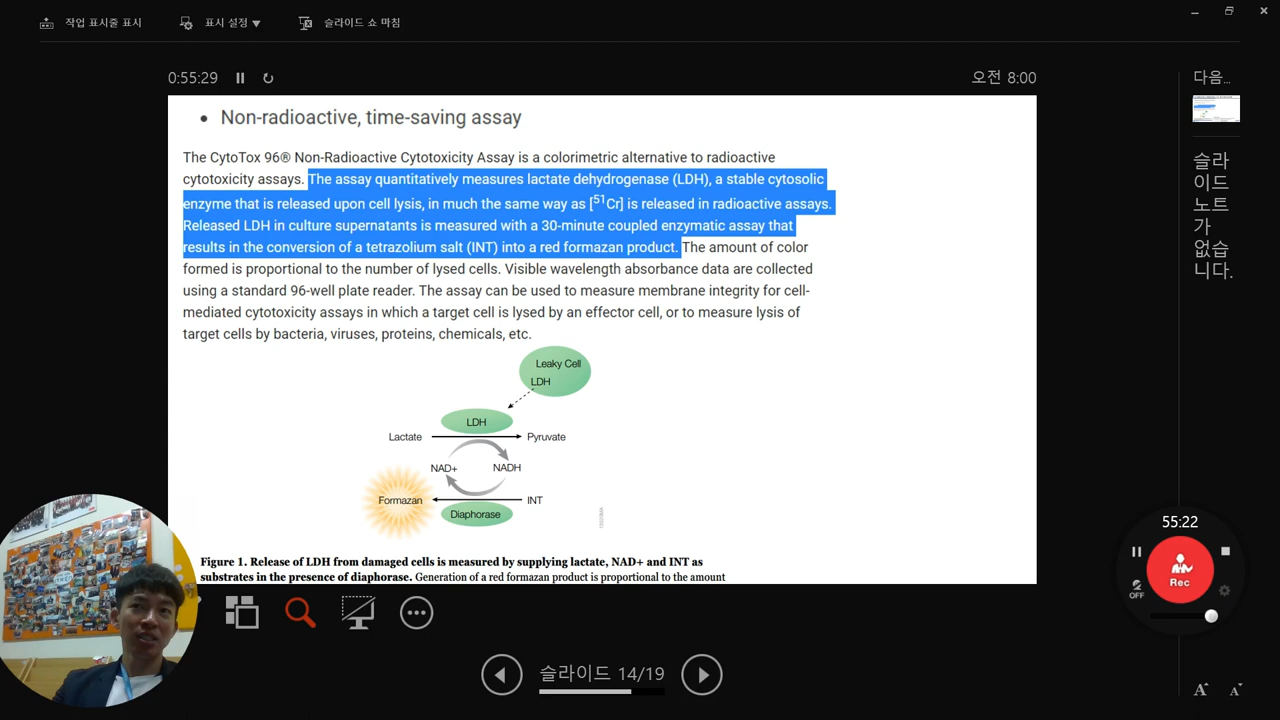 작업 표시줄 표시
표시 설정 ▼
슬라이드 쇼 마침
0:55:29
오전 8:00
다음...
• Non-radioactive, time-saving assay
The CytoTox 96® Non-Radioactive Cytotoxicity Assay is a colorimetric alternative to radioactive
cytotoxicity assays. The assay quantitatively measures lactate dehydrogenase (LDH), a stable cytosolic
enzyme that is released upon cell lysis, in much the same way as [51Cr] is released in radioactive assays.
Released LDH in culture supernatants is measured with a 30-minute coupled enzymatic assay that
results in the conversion of a tetrazolium salt (INT) into a red formazan product. The amount of color
formed is proportional to the number of lysed cells. Visible wavelength absorbance data are collected
using a standard 96-well plate reader. The assay can be used to measure membrane integrity for cell-
mediated cytotoxicity assays in which a target cell is lysed by an effector cell, or to measure lysis of
target cells by bacteria, viruses, proteins, chemicals, etc.
Leaky Cell
LDH
LDH
Lactate
Pyruvate
NAD+
NADH
Formazan
INT
Diaphorase
Figure 1. Release of LDH from damaged cells is measured by supplying lactate, NAD+ and INT as
substrates in the presence of diaphorase. Generation of a red formazan product is proportional to the amount
슬라
이드
노트
가
없습
니다.
55:22
Rec
OFF
슬라이드 14/19
A
A